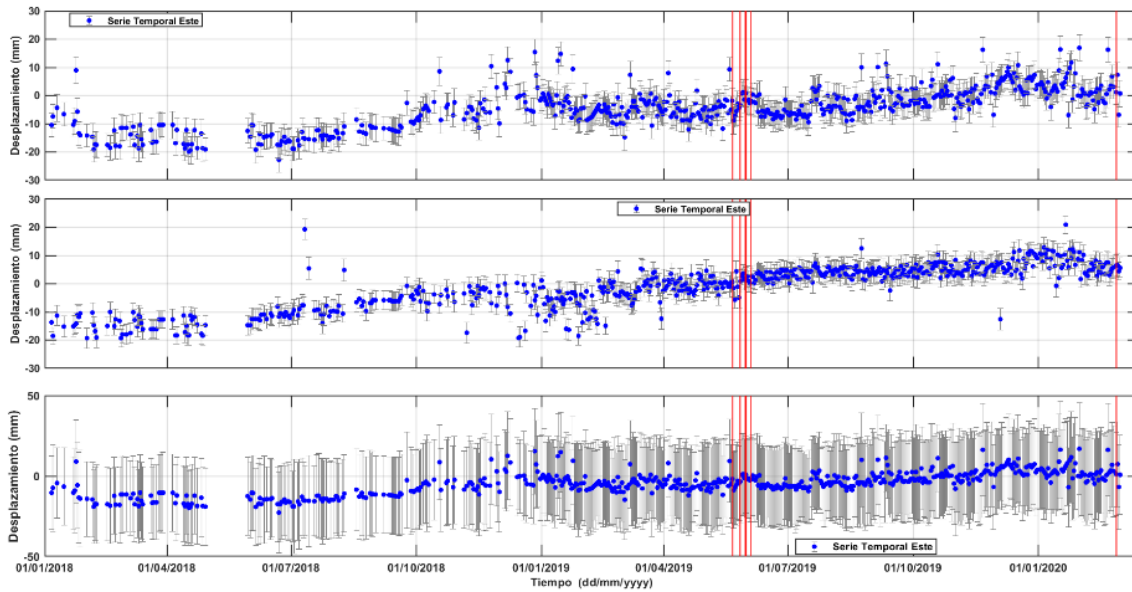 30
20
10
0
-10
-20
-30
Desplazamiento (mm)
Serie Temporal Este
30
20
10
0
-10
-20
-30
Desplazamiento (mm)
Serie Temporal Este
50
0
-50
Desplazamiento (mm)
Serie Temporal Este
01/01/2018 01/04/2018 01/07/2018 01/10/2018 01/01/2019 01/04/2019 01/07/2019 01/10/2019 01/01/2020
Tiempo (dd/mm/yyyy)